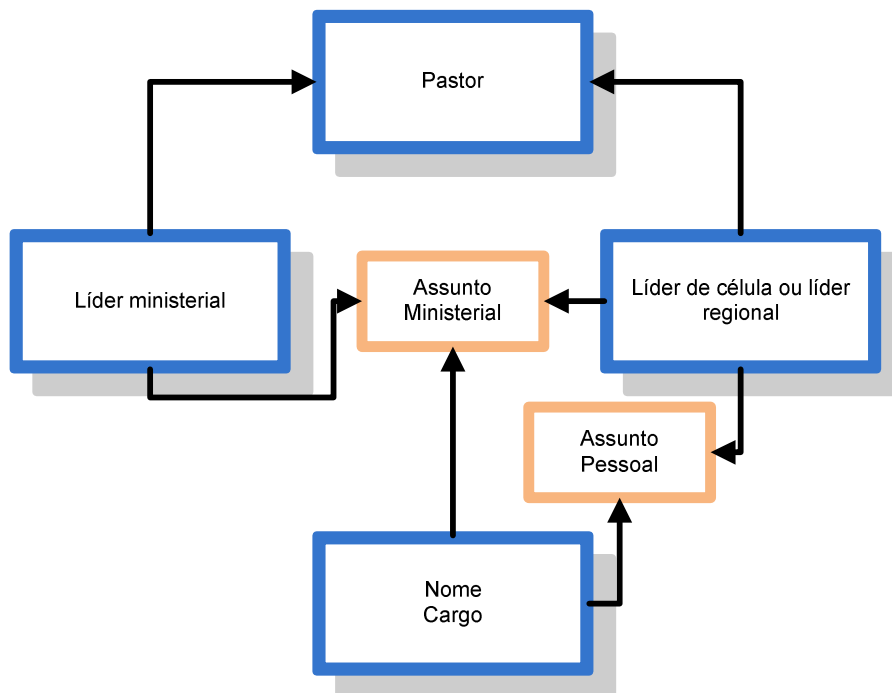 Pastor
Líder ministerial
Assunto
Ministerial
Líder de célula ou líder
regional
Assunto
Pessoal
Nome
Cargo